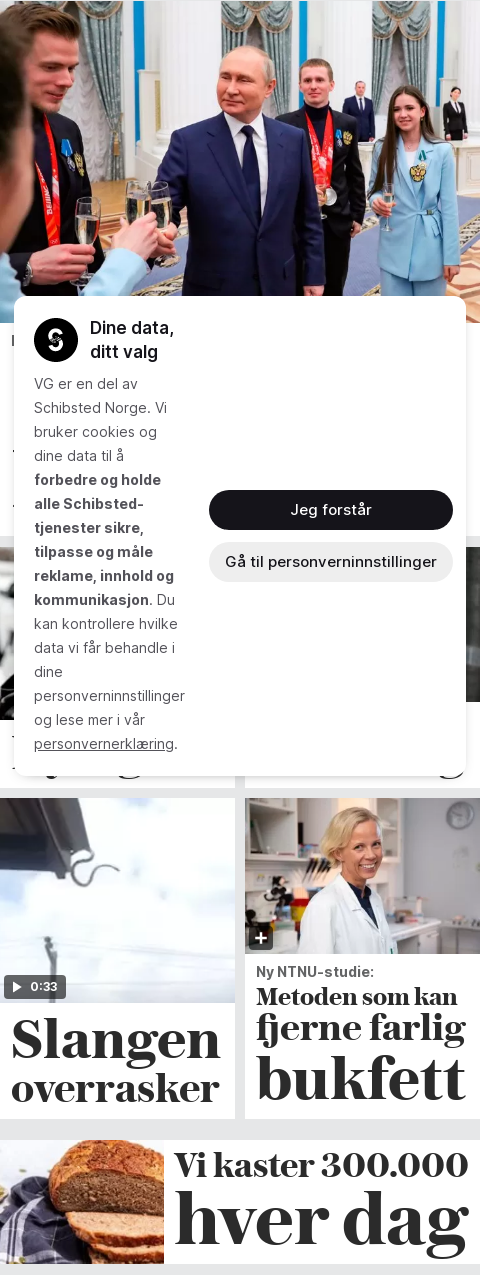 Dine data,
ditt valg
VG er en del av
Schibsted Norge. Vi
bruker cookies og
dine data til å
forbedre og holde
alle Schibsted-
tjenester sikre,
tilpasse og måle
reklame, innhold og
kommunikasjon. Du
kan kontrollere hvilke
data vi får behandle i
dine
personverninnstillinger
og lese mer i vår
personvernerklæring.
Jeg forstår
Gå til personverninnstillinger
0:33
Slangen
overrasker
Ny NTNU-studie:
Metoden som kan
fjerne farlig
bukfett
Vi kaster 300.000
hver dag